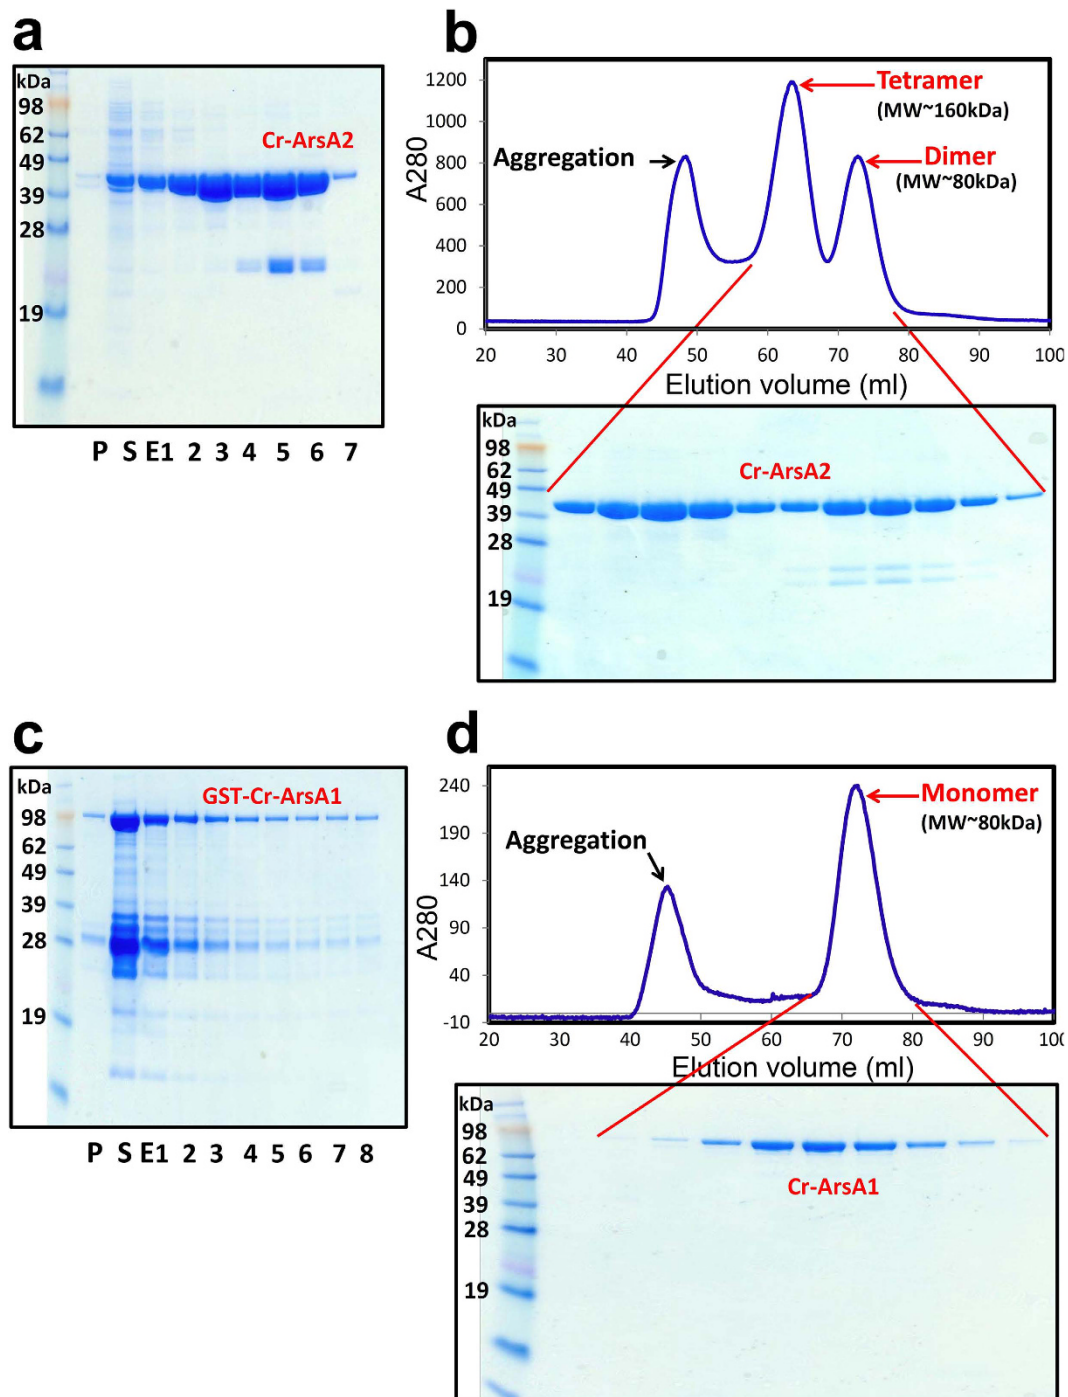 a
kDa
98
62
49
39
28
19
Cr-ArsA2
P S E1 2 3 4 5 6 7
b
1200
1000
800
600
400
200
0
A280
Aggregation
Tetramer
(MW~160kDa)
Dimer
(MW~80kDa)
20 30 40 50 60 70 80 90 100
Elution volume (ml)
kDa
98
62
49
39
28
19
Cr-ArsA2
c
kDa
98
62
49
39
28
19
GST-Cr-ArsA1
P S E1 2 3 4 5 6 7 8
d
240
190
140
90
40
-10
A280
Aggregation
Monomer
(MW~80kDa)
20 30 40 50 60 70 80 90 100
Elution volume (ml)
kDa
98
62
49
39
28
19
Cr-ArsA1